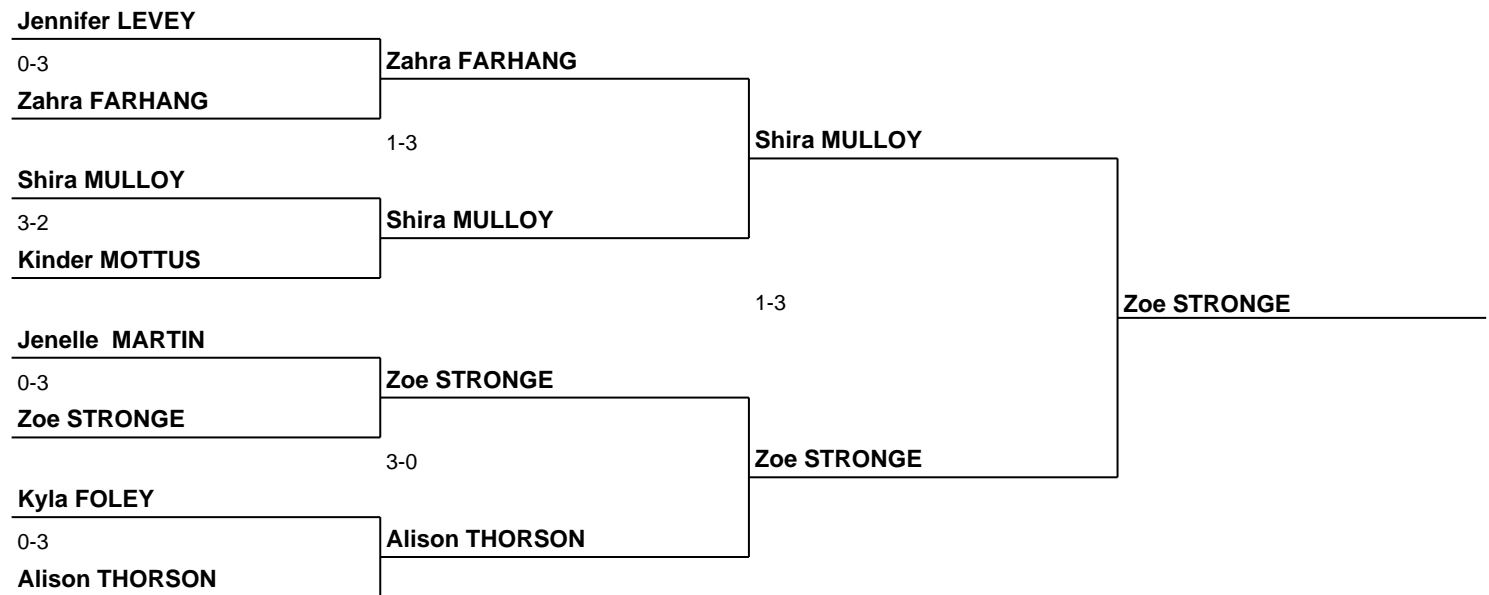 Jennifer LEVEY
0-3
Zahra FARHANG
Zahra FARHANG
1-3
Shira MULLOY
Shira MULLOY
3-2
Shira MULLOY
Kinder MOTTUS
1-3
Zoe STRONGE
Jenelle  MARTIN
0-3
Zoe STRONGE
Zoe STRONGE
3-0
Zoe STRONGE
Kyla FOLEY
0-3
Alison THORSON
Alison THORSON